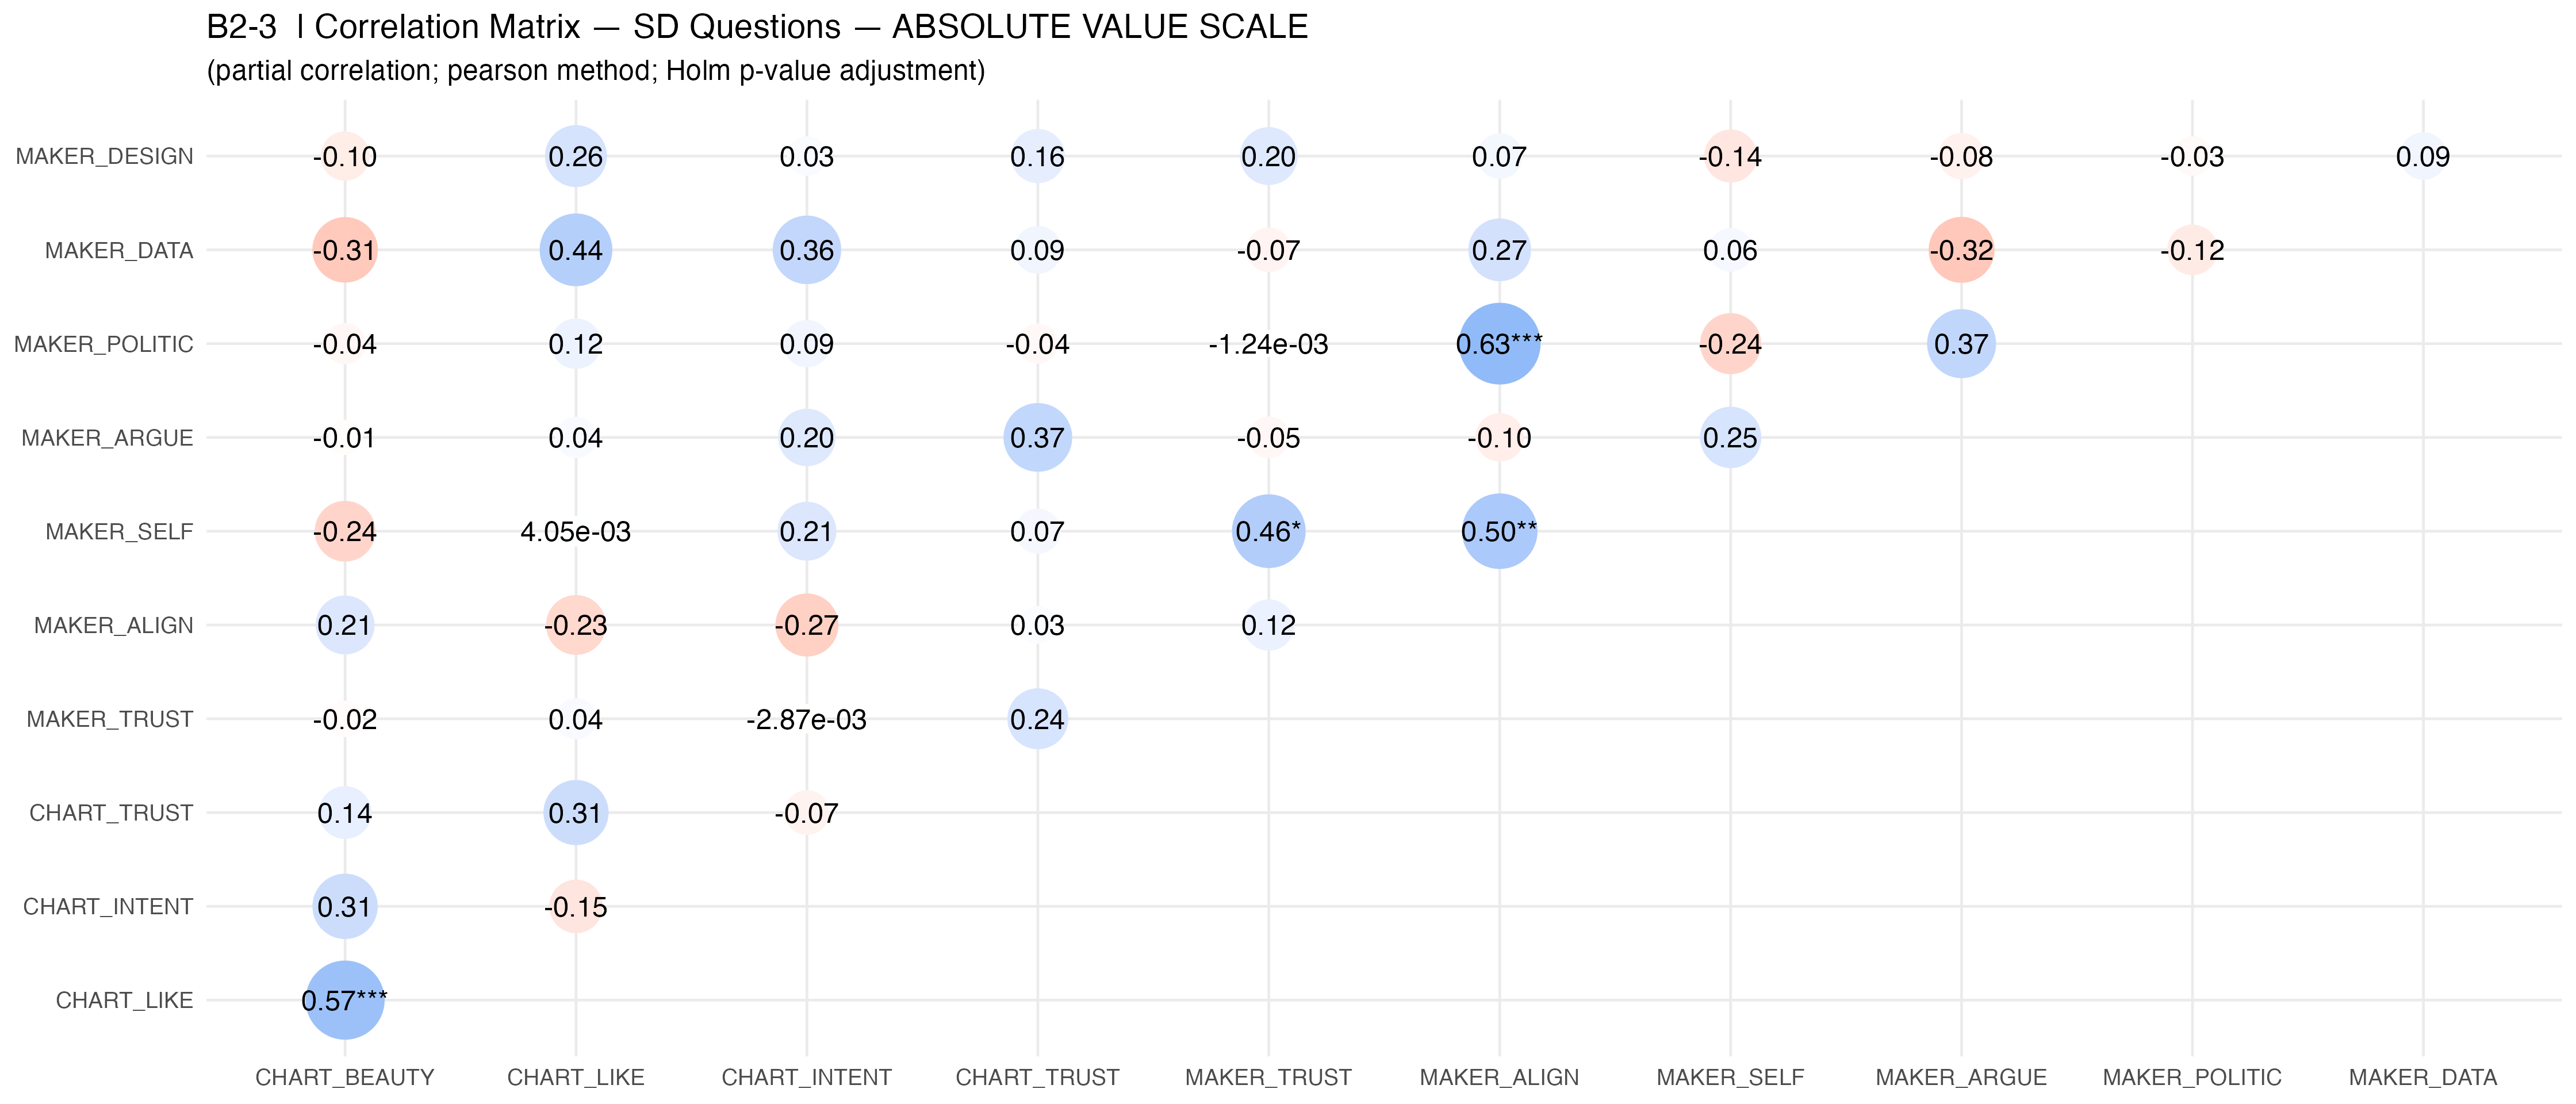 B2-3 | Correlation Matrix — SD Questions — ABSOLUTE VALUE SCALE
(partial correlation; pearson method; Holm p-value adjustment)
MAKER_DESIGN -0.10 0.26 0.03 0.16 0.20 0.07 -0.14 -0.08 -0.03 0.09
MAKER_DATA -0.31 0.44 0.36 0.09 -0.07 0.27 0.06 -0.32 -0.12
MAKER_POLITIC -0.04 0.12 0.09 -0.04 -1.24e-03 0.63*** -0.24 0.37
MAKER_ARGUE -0.01 0.04 0.20 0.37 -0.05 -0.10 0.25
MAKER_SELF -0.24 4.05e-03 0.21 0.07 0.46* 0.50**
MAKER_ALIGN 0.21 -0.23 -0.27 0.03 0.12
MAKER_TRUST -0.02 0.04 -2.87e-03 0.24
CHART_TRUST 0.14 0.31 -0.07
CHART_INTENT 0.31 -0.15
CHART_LIKE 0.57***
CHART_BEAUTY CHART_LIKE CHART_INTENT CHART_TRUST MAKER_TRUST MAKER_ALIGN MAKER_SELF MAKER_ARGUE MAKER_POLITIC MAKER_DATA